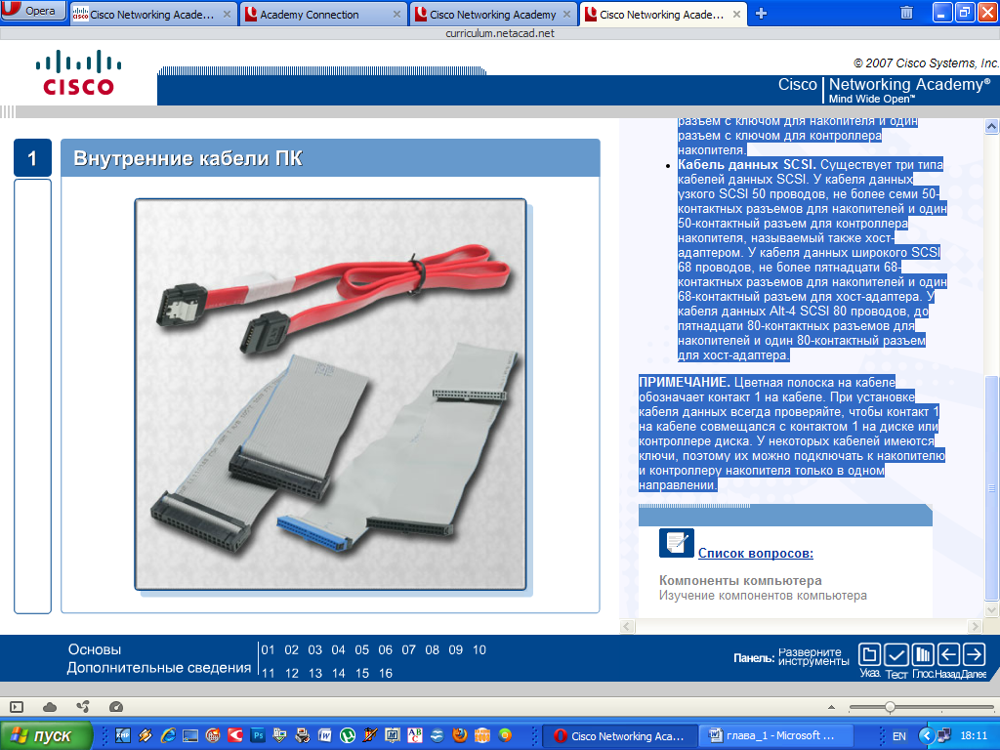 Opera
Cisco Networking Acade...
Academy Connection
Cisco Networking Academy
Cisco Networking Acade...
curriculum.netacad.net
© 2007 Cisco Systems, Inc.
CISCO
Cisco Networking Academy®
Mind Wide Open™
1
Внутренние кабели ПК
разъем с ключом для накопителя и один
разъем с ключом для контроллера
накопителя.
• Кабель данных SCSI. Существует три типа
кабелей данных SCSI. У кабеля данных
узкого SCSI 50 проводов, не более семи 50-
контактных разъемов для накопителей и один
50-контактный разъем для контроллера
накопителя, называемый также хост-
адаптером. У кабеля данных широкого SCSI
68 проводов, не более пятнадцати 68-
контактных разъемов для накопителей и один
68-контактный разъем для хост-адаптера. У
кабеля данных Alt-4 SCSI 80 проводов, до
пятнадцати 80-контактных разъемов для
накопителей и один 80-контактный разъем
для хост-адаптера.
ПРИМЕЧАНИЕ. Цветная полоска на кабеле
обозначает контакт 1 на кабеле. При установке
кабеля данных всегда проверяйте, чтобы контакт 1
на кабеле совмещался с контактом 1 на диске или
контроллере диска. У некоторых кабелей имеются
ключи, поэтому их можно подключать к накопителю
и контроллеру накопителя только в одном
направлении.
Список вопросов:
Компоненты компьютера
Изучение компонентов компьютера
Основы
Дополнительные сведения
01 02 03 04 05 06 07 08 09 10
11 12 13 14 15 16
Панель: Разверните
инструменты
Указ. Тест Глос. Назад Далее
пуск
Cisco Networking Aca...
глава_1 - Microsoft ...
EN
18:11